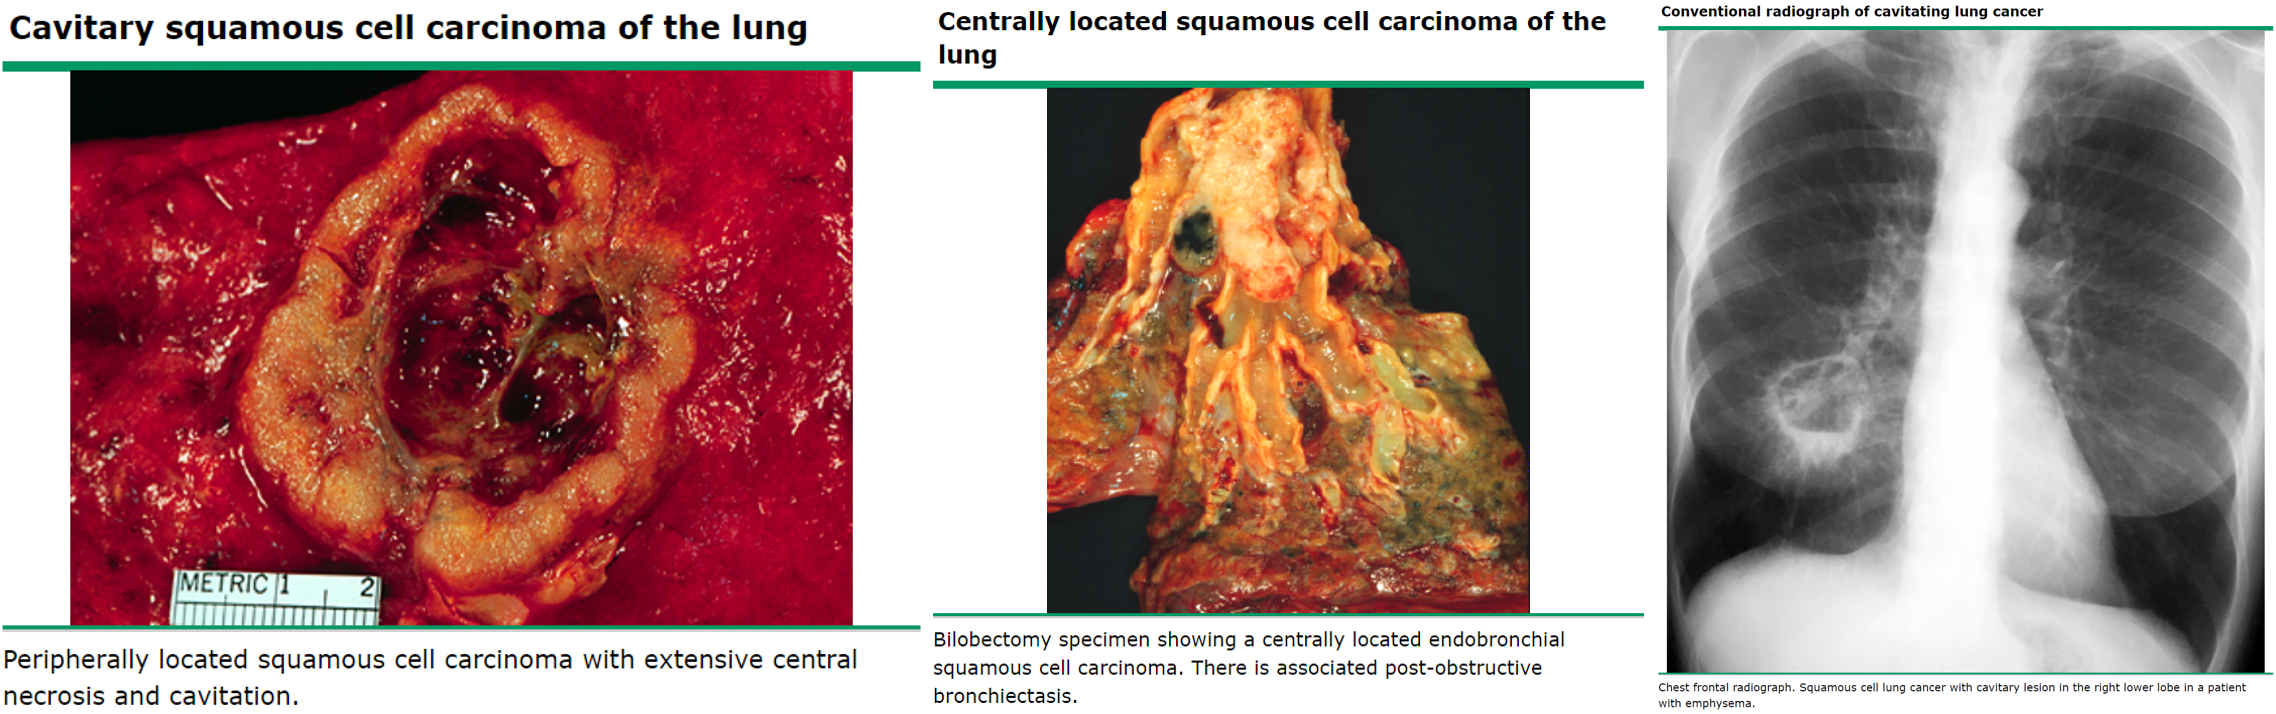 Cavitary squamous cell carcinoma of the lung
METRIC 1 2
Peripherally located squamous cell carcinoma with extensive central
necrosis and cavitation.
Centrally located squamous cell carcinoma of the
lung
Bilobectomy specimen showing a centrally located endobronchial
squamous cell carcinoma. There is associated post-obstructive
bronchiectasis.
Conventional radiograph of cavitating lung cancer
Chest frontal radiograph. Squamous cell lung cancer with cavitary lesion in the right lower lobe in a patient
with emphysema.